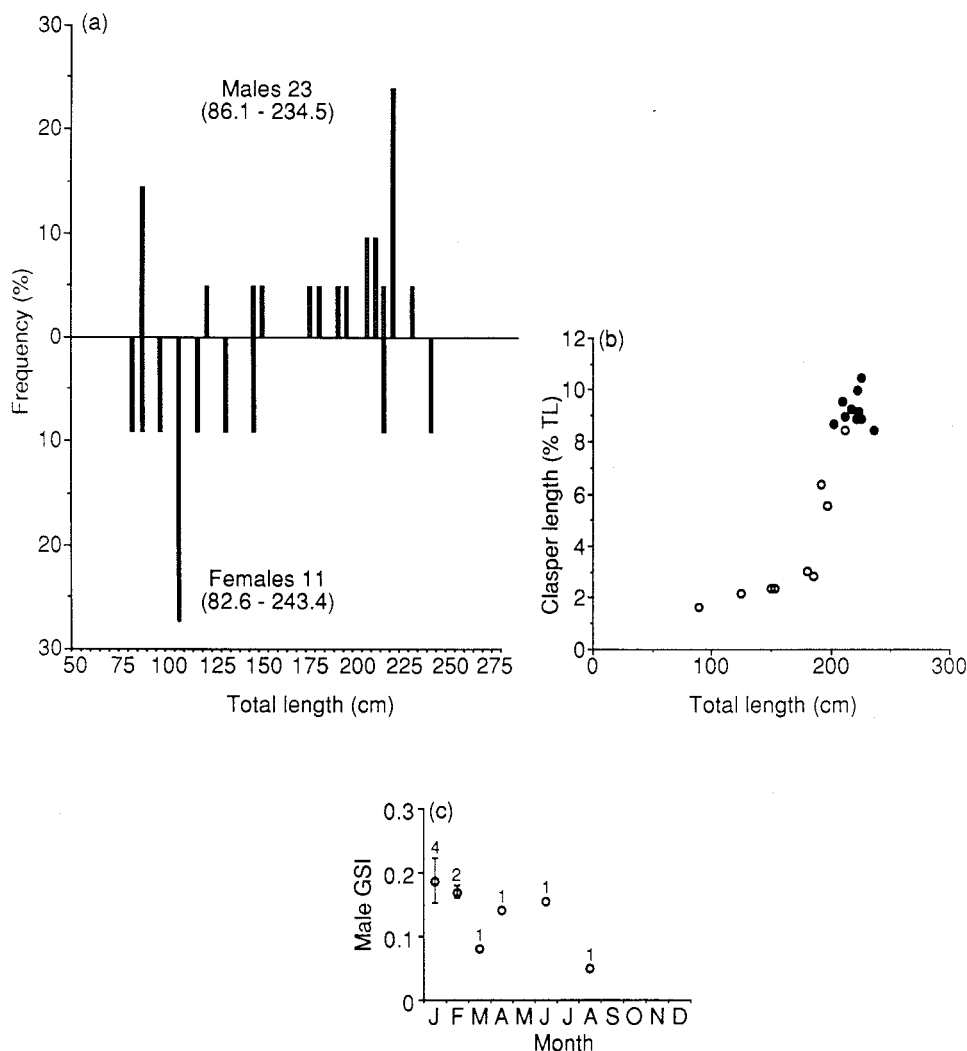 (a)
30
20
10
0
10
20
30
Frequency (%)
Males 23
(86.1 - 234.5)
Females 11
(82.6 - 243.4)
50 75 100 125 150 175 200 225 250 275
Total length (cm)
(b)
12
10
8
6
4
2
0
Clasper length (% TL)
0 100 200 300
Total length (cm)
(c)
0.3
0.2
0.1
0
Male GSI
4
2
1
1
1
1
J F M A M J J A S O N D
Month